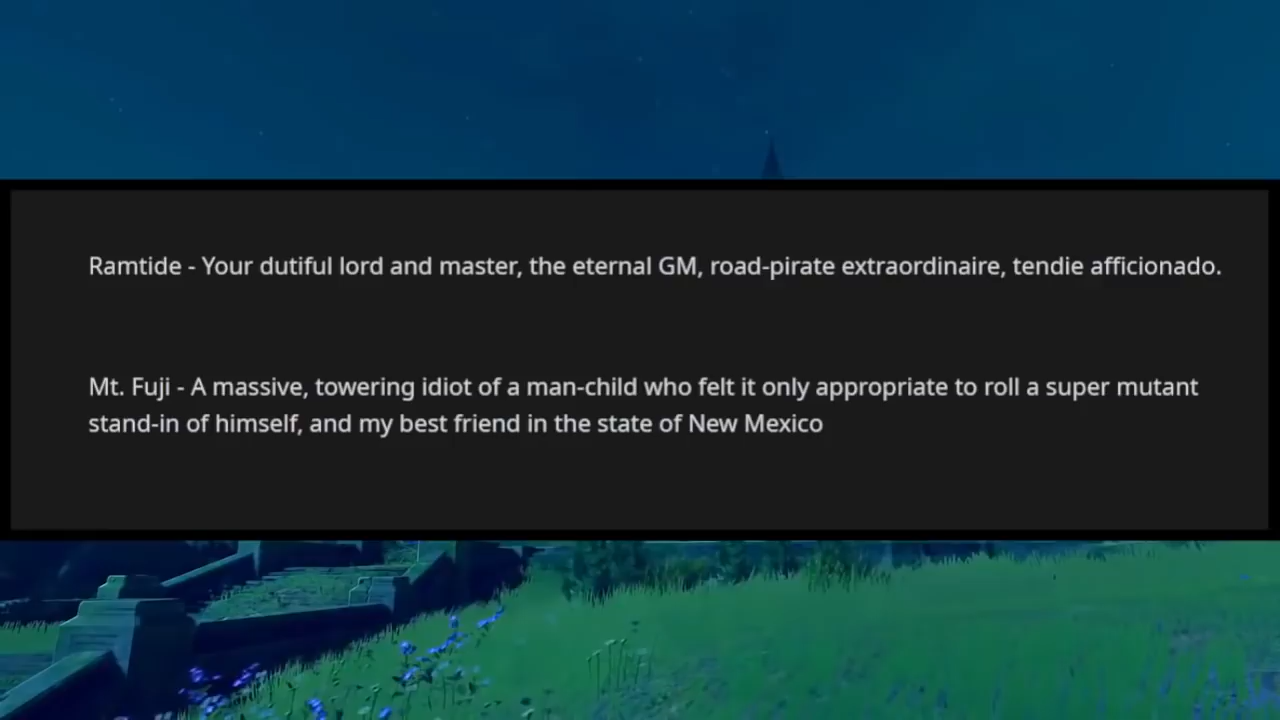 Ramtide - Your dutiful lord and master, the eternal GM, road-pirate extraordinaire, tendie afficionado.
Mt. Fuji - A massive, towering idiot of a man-child who felt it only appropriate to roll a super mutant
stand-in of himself, and my best friend in the state of New Mexico